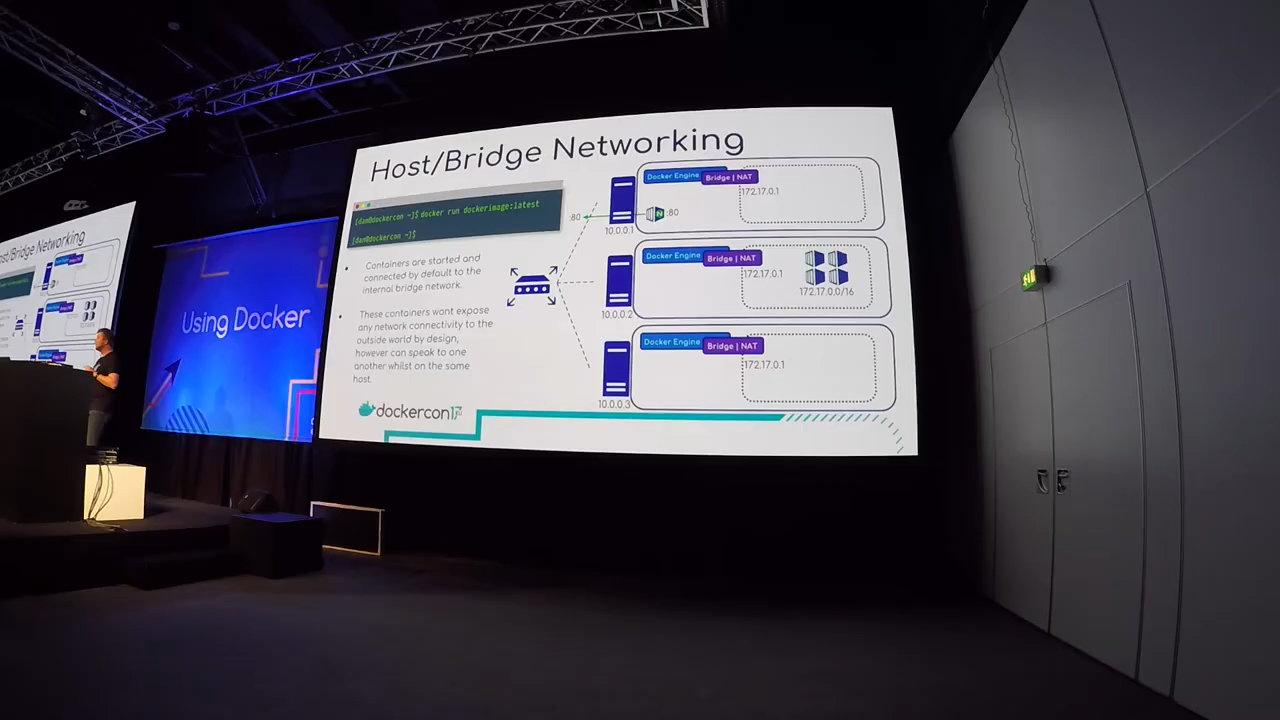 Host/Bridge Networking
[dan@dockercon ~]$ docker run dockerimage:latest
[dan@dockercon ~]$
• Containers are started and
connected by default to the
internal bridge network.
• These containers wont expose
any network connectivity to the
outside world by design,
however can speak to one
another whilst on the same
host.
dockercon17
Docker Engine
Bridge | NAT
172.17.0.1
:80
N
:80
10.0.0.1
Docker Engine
Bridge | NAT
172.17.0.1
172.17.0.0/16
10.0.0.2
Docker Engine
Bridge | NAT
172.17.0.1
10.0.0.3
Using Docker
Networking